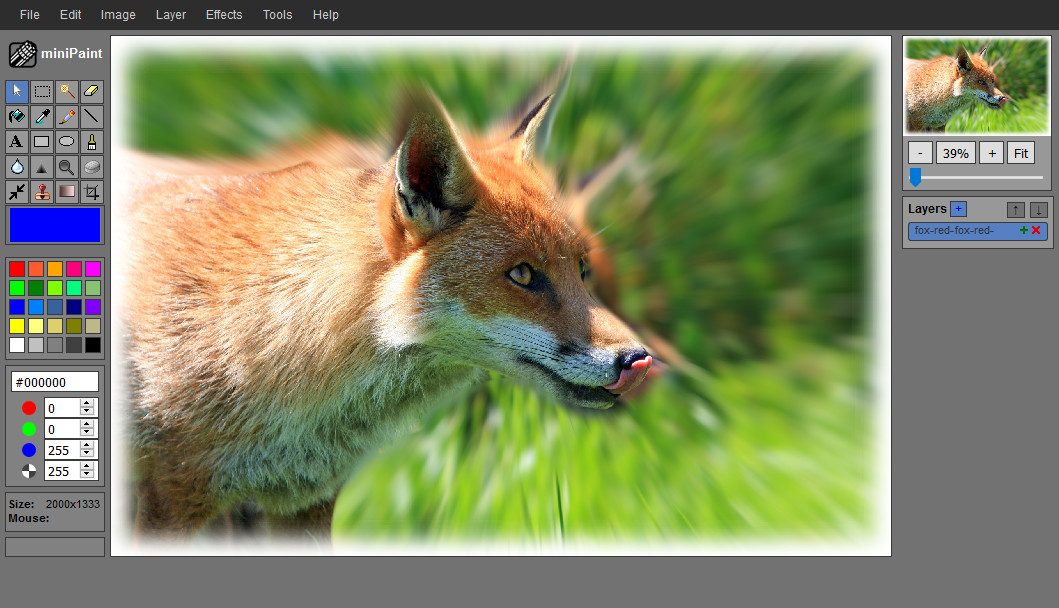 File Edit Image Layer Effects Tools Help
miniPaint
A
#000000
0
0
255
255
Size: 2000x1333
Mouse:
- 39% + Fit
Layers + ↑ ↓
fox-red-fox-red- + ×